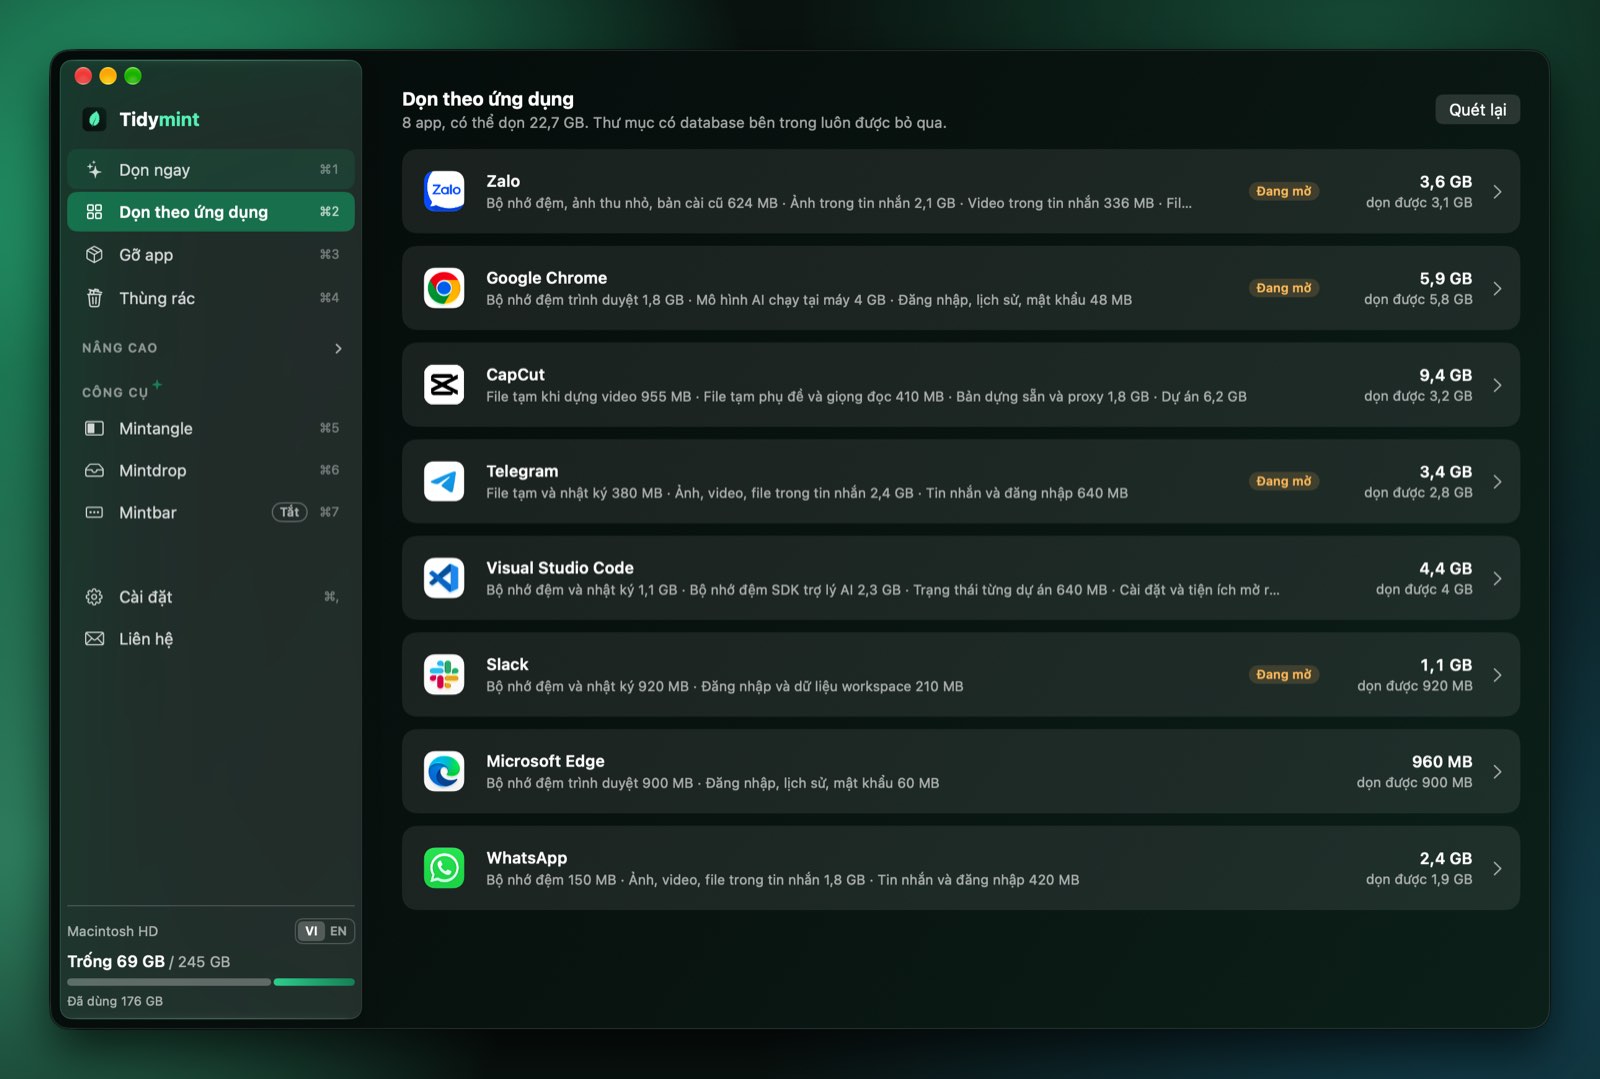 Tidymint
Dọn ngay ⌘1
Dọn theo ứng dụng ⌘2
Gỡ app ⌘3
Thùng rác ⌘4
NÂNG CAO
CÔNG CỤ
Mintangle ⌘5
Mintdrop ⌘6
Mintbar Tắt ⌘7
Cài đặt ⌘,
Liên hệ
Macintosh HD VI EN
Trống 69 GB / 245 GB
Đã dùng 176 GB
Dọn theo ứng dụng
8 app, có thể dọn 22,7 GB. Thư mục có database bên trong luôn được bỏ qua.
Quét lại
Zalo
Zalo
Bộ nhớ đệm, ảnh thu nhỏ, bản cài cũ 624 MB · Ảnh trong tin nhắn 2,1 GB · Video trong tin nhắn 336 MB · Fil...
Đang mở
3,6 GB
dọn được 3,1 GB
Google Chrome
Bộ nhớ đệm trình duyệt 1,8 GB · Mô hình AI chạy tại máy 4 GB · Đăng nhập, lịch sử, mật khẩu 48 MB
Đang mở
5,9 GB
dọn được 5,8 GB
CapCut
File tạm khi dựng video 955 MB · File tạm phụ đề và giọng đọc 410 MB · Bản dựng sẵn và proxy 1,8 GB · Dự án 6,2 GB
9,4 GB
dọn được 3,2 GB
Telegram
File tạm và nhật ký 380 MB · Ảnh, video, file trong tin nhắn 2,4 GB · Tin nhắn và đăng nhập 640 MB
Đang mở
3,4 GB
dọn được 2,8 GB
Visual Studio Code
Bộ nhớ đệm và nhật ký 1,1 GB · Bộ nhớ đệm SDK trợ lý AI 2,3 GB · Trạng thái từng dự án 640 MB · Cài đặt và tiện ích mở r...
4,4 GB
dọn được 4 GB
Slack
Bộ nhớ đệm và nhật ký 920 MB · Đăng nhập và dữ liệu workspace 210 MB
Đang mở
1,1 GB
dọn được 920 MB
Microsoft Edge
Bộ nhớ đệm trình duyệt 900 MB · Đăng nhập, lịch sử, mật khẩu 60 MB
960 MB
dọn được 900 MB
WhatsApp
Bộ nhớ đệm 150 MB · Ảnh, video, file trong tin nhắn 1,8 GB · Tin nhắn và đăng nhập 420 MB
2,4 GB
dọn được 1,9 GB